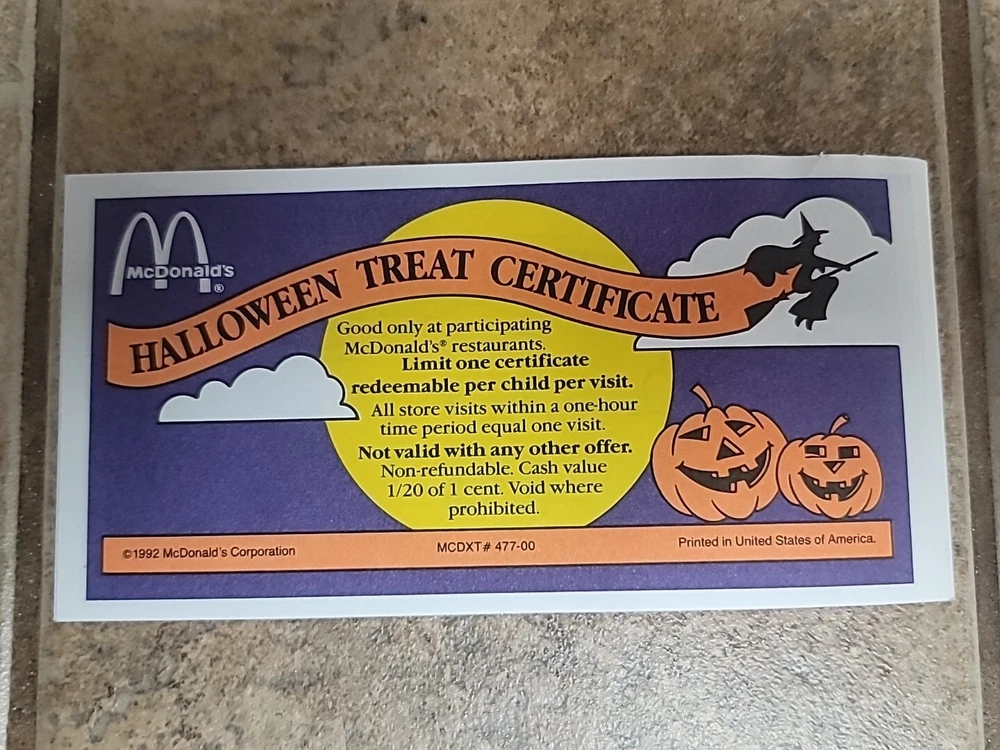 McDonald's®
HALLOWEEN TREAT CERTIFICATE
Good only at participating
McDonald's® restaurants.
Limit one certificate
redeemable per child per visit.
All store visits within a one-hour
time period equal one visit.
Not valid with any other offer.
Non-refundable. Cash value
1/20 of 1 cent. Void where
prohibited.
©1992 McDonald's Corporation
MCDXT# 477-00
Printed in United States of America.